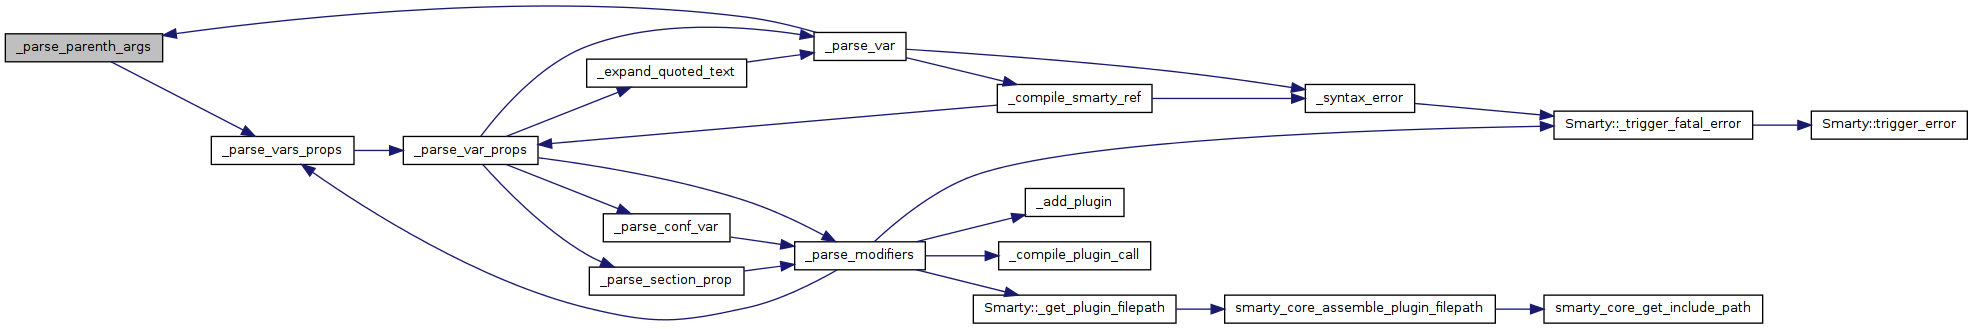 _parse_parenth_args
_parse_vars_props
_parse_var_props
_expand_quoted_text
_parse_conf_var
_parse_section_prop
_parse_var
_parse_modifiers
_compile_smarty_ref
_add_plugin
_compile_plugin_call
Smarty::_get_plugin_filepath
_syntax_error
smarty_core_assemble_plugin_filepath
Smarty::_trigger_fatal_error
smarty_core_get_include_path
Smarty::trigger_error